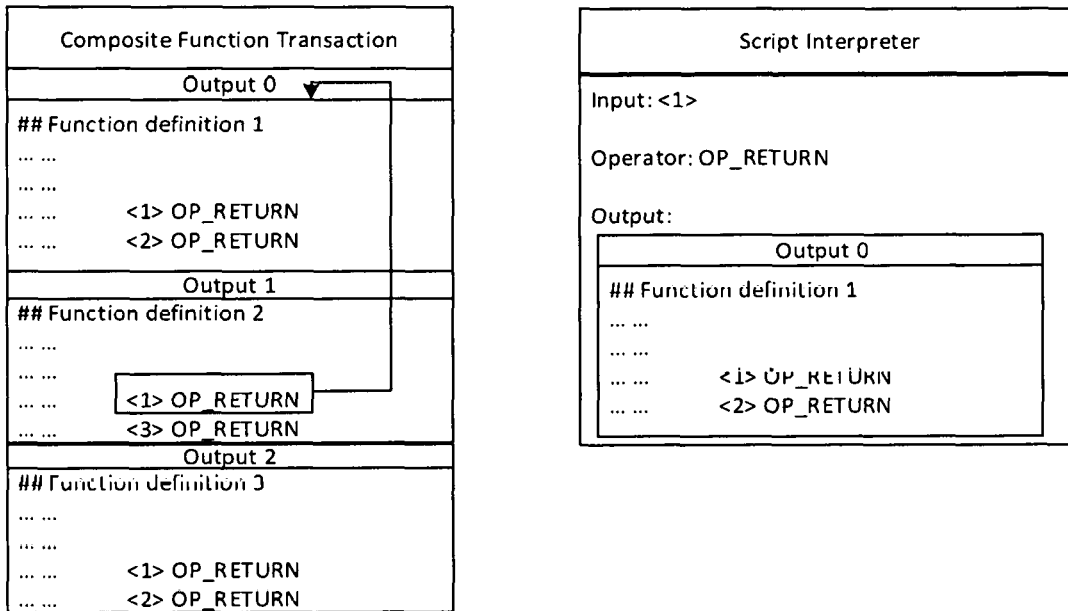 Composite Function Transaction
Output 0
## Function definition 1
... ...
... ...
... ... <1> OP_RETURN
... ... <2> OP_RETURN
Output 1
## Function definition 2
... ...
... ...
... ... <1> OP_RETURN
... ... <3> OP_RETURN
Output 2
## Function definition 3
... ...
... ...
... ... <1> OP_RETURN
... ... <2> OP_RETURN
Script Interpreter
Input: <1>
Operator: OP_RETURN
Output:
Output 0
## Function definition 1
... ...
... ...
... ... <1> OP_RETURN
... ... <2> OP_RETURN